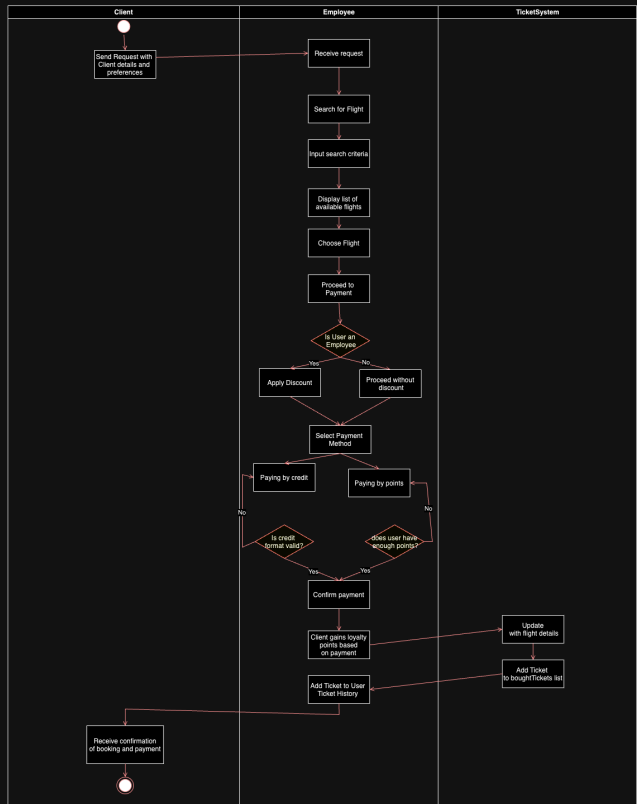 Client
Employee
TicketSystem
Send Request with
Client details and
preferences
Receive request
Search for Flight
Input search criteria
Display list of
available flights
Choose Flight
Proceed to
Payment
Is User an
Employee
Yes
No
Apply Discount
Proceed without
discount
Select Payment
Method
Paying by credit
Paying by points
No
No
Is credit
format valid?
does user have
enough points?
Yes
Yes
Confirm payment
Client gains loyalty
points based
on payment
Update
with flight details
Add Ticket
to boughtTickets list
Add Ticket to User
Ticket History
Receive confirmation
of booking and payment